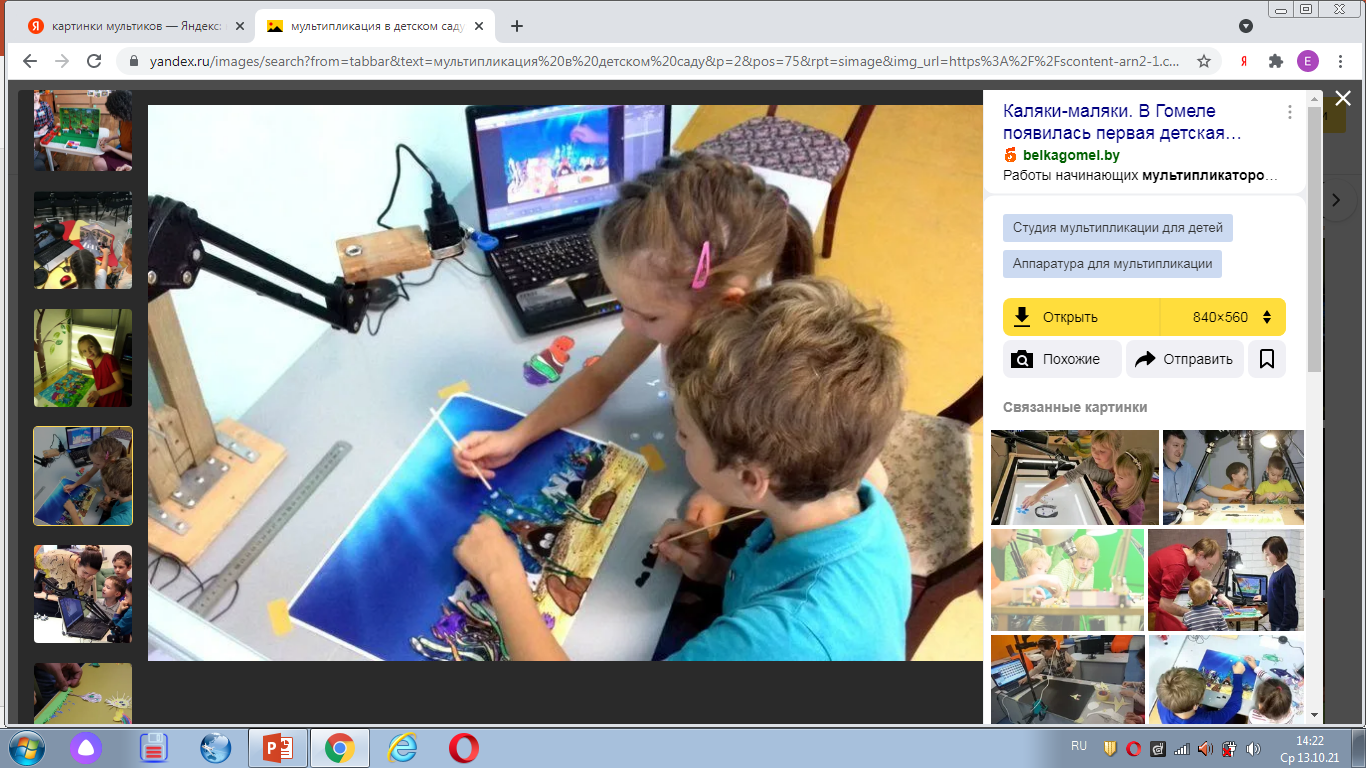 картинки мультиков — Яндекс:
мультипликация в детском саду
yandex.ru/images/search?from=tabbar&text=мультипликация%20в%20детском%20саду&p=2&pos=75&rpt=simage&img_url=https%3A%2F%2Fscontent-arn2-1.c...
E
Каляки-маляки. В Гомеле
появилась первая детская…
belkagomel.by
Работы начинающих мультипликаторо…
Студия мультипликации для детей
Аппаратура для мультипликации
Открыть
840×560
Похожие
Отправить
Связанные картинки
RU
14:22
Ср 13.10.21